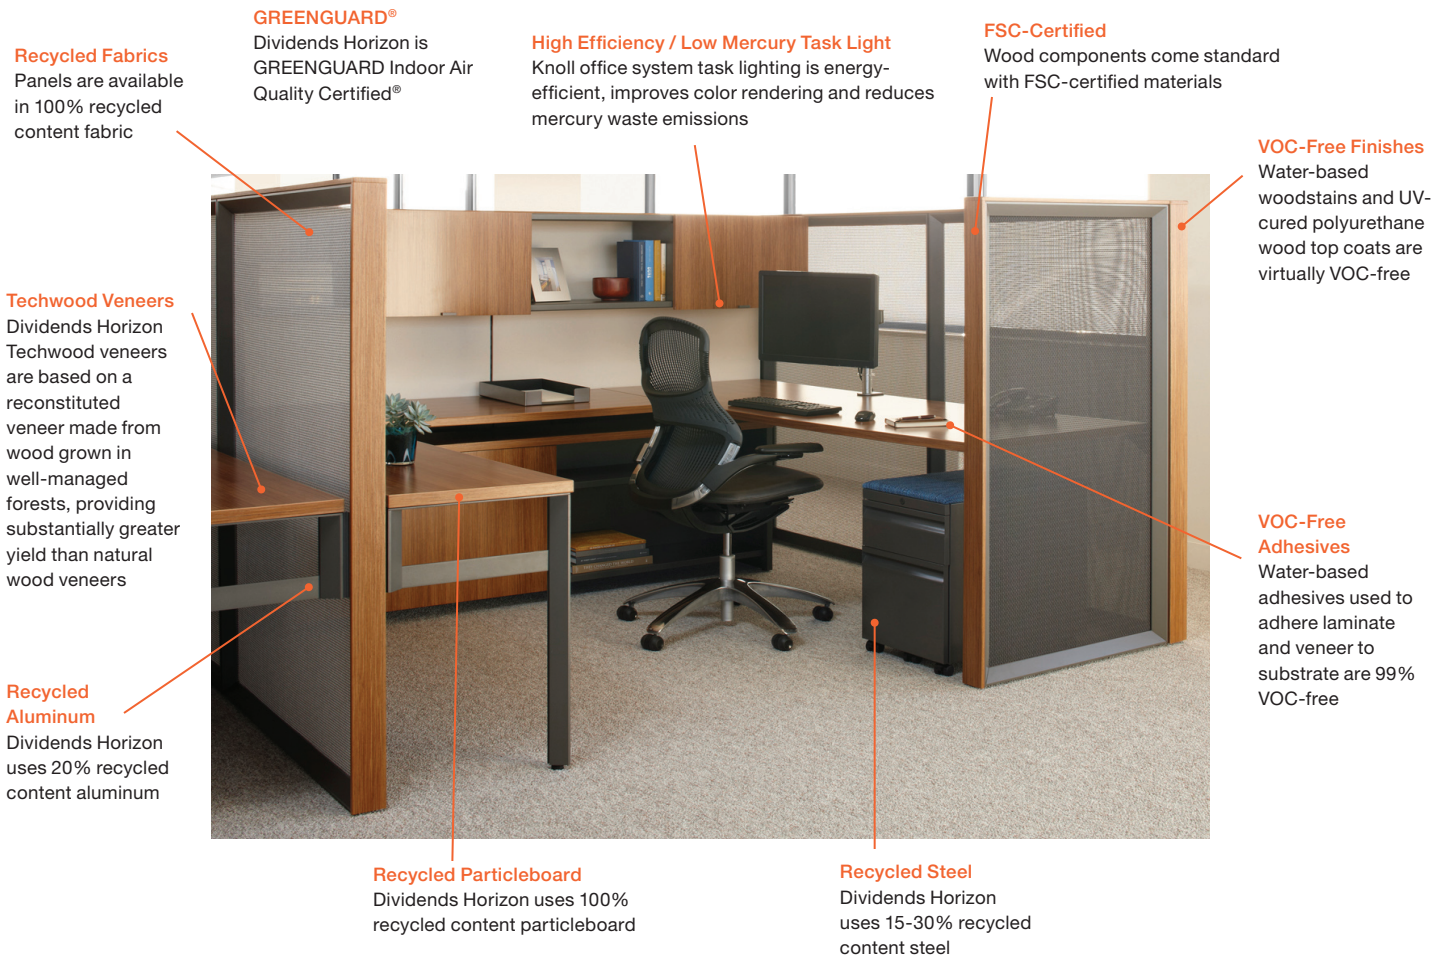 GREENGUARD®
Dividends Horizon is
GREENGUARD Indoor Air
Quality Certified®
Recycled Fabrics
Panels are available
in 100% recycled
content fabric
High Efficiency / Low Mercury Task Light
Knoll office system task lighting is energy-
efficient, improves color rendering and reduces
mercury waste emissions
FSC-Certified
Wood components come standard
with FSC-certified materials
VOC-Free Finishes
Water-based
woodstains and UV-
cured polyurethane
wood top coats are
virtually VOC-free
Techwood Veneers
Dividends Horizon
Techwood veneers
are based on a
reconstituted
veneer made from
wood grown in
well-managed
forests, providing
substantially greater
yield than natural
wood veneers
VOC-Free
Adhesives
Water-based
adhesives used to
adhere laminate
and veneer to
substrate are 99%
VOC-free
Recycled
Aluminum
Dividends Horizon
uses 20% recycled
content aluminum
Recycled Particleboard
Dividends Horizon uses 100%
recycled content particleboard
Recycled Steel
Dividends Horizon
uses 15-30% recycled
content steel